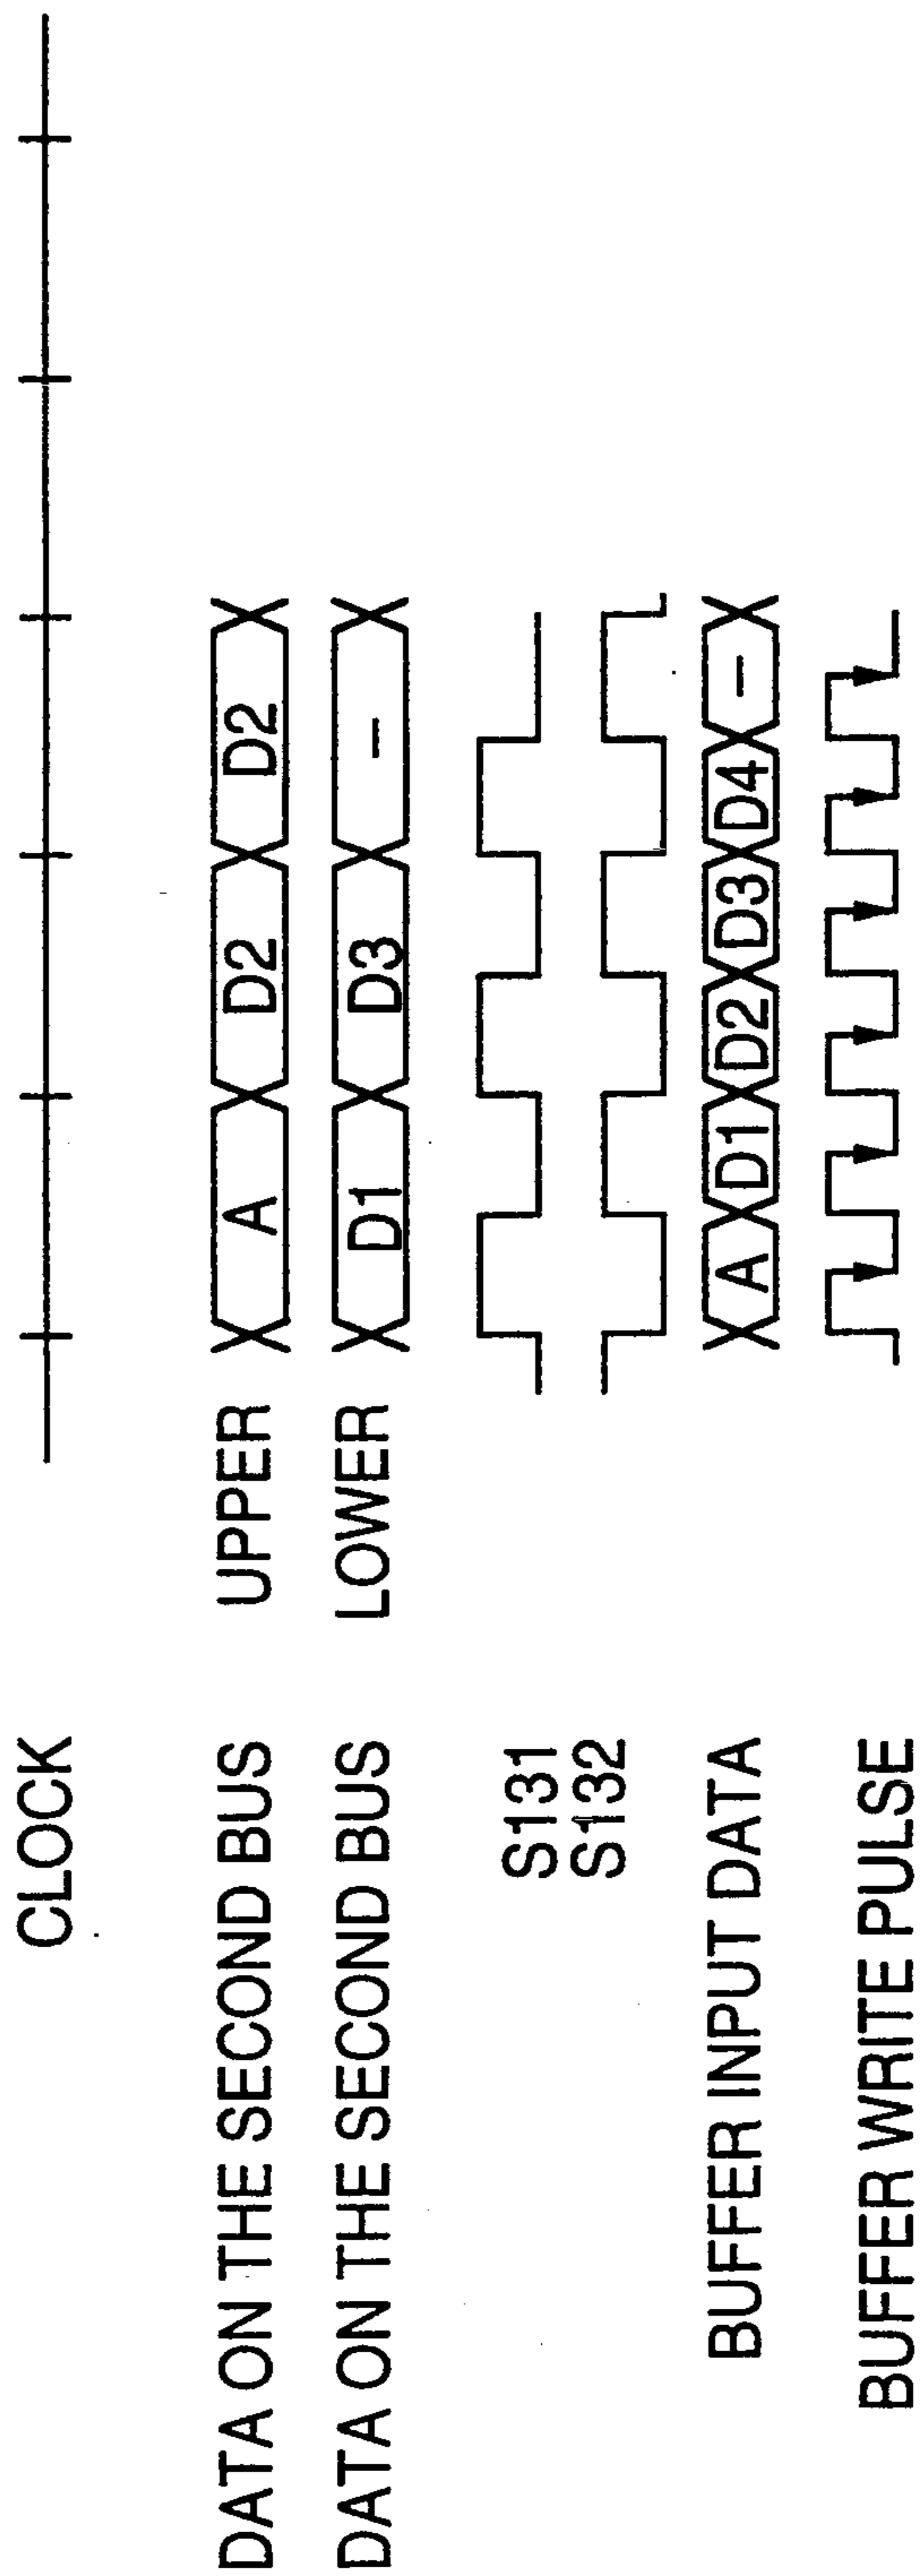 CLOCK
DATA ON THE SECOND BUS UPPER A D2 D2
DATA ON THE SECOND BUS LOWER D1 D3 –
S131
S132
BUFFER INPUT DATA A D1 D2 D3 D4 –
BUFFER WRITE PULSE